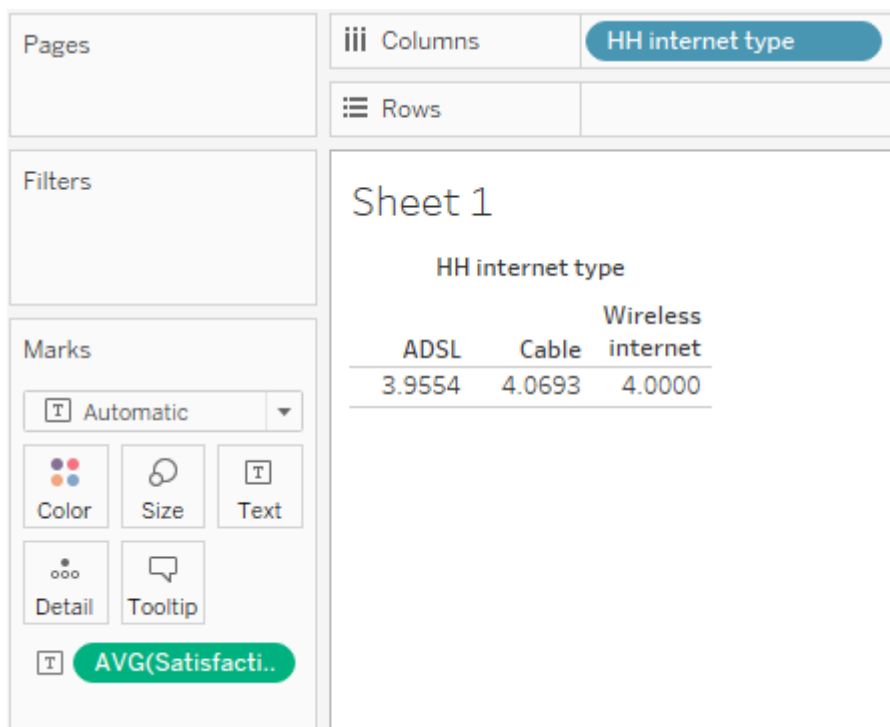 Pages
Columns
HH internet type
Rows
Filters
Sheet 1
HH internet type
Wireless
ADSL Cable internet
3.9554 4.0693 4.0000
Marks
T Automatic
Color Size T Text
Detail Tooltip
T AVG(Satisfacti..